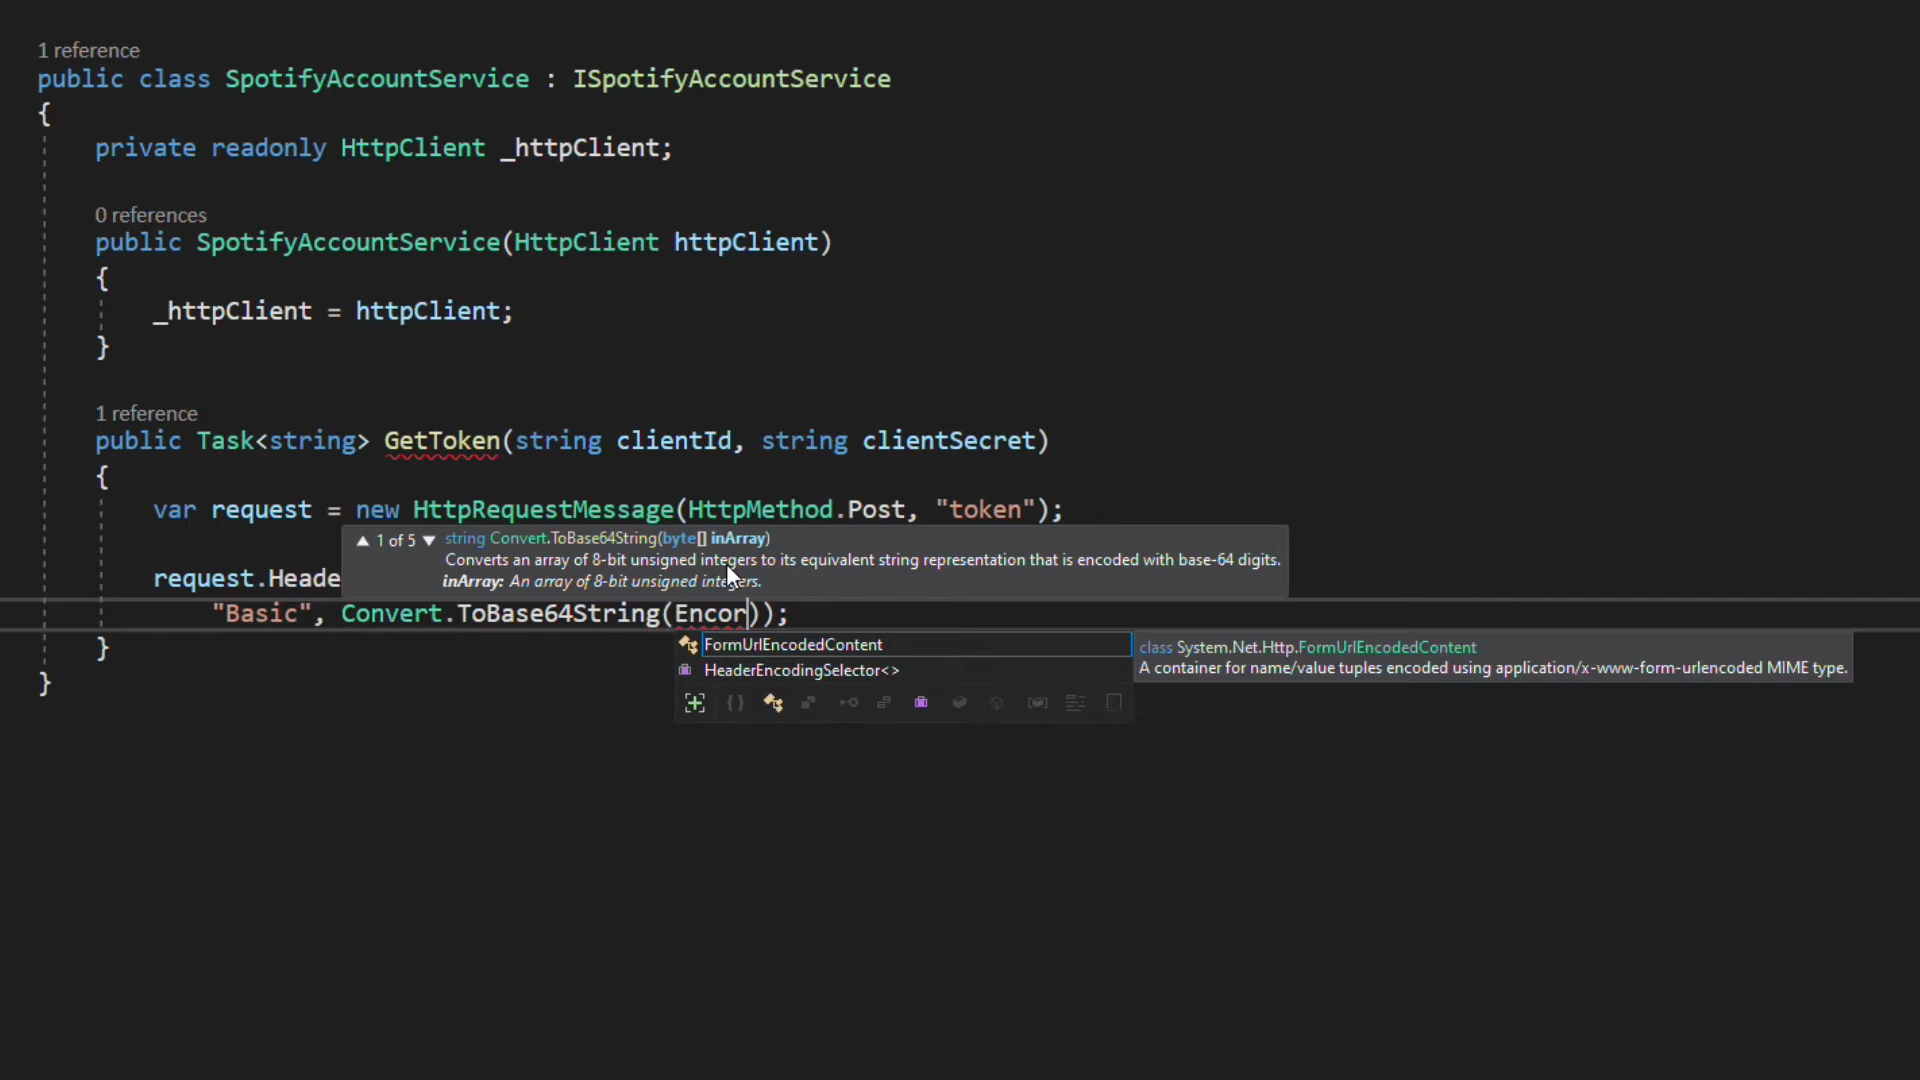 1 reference
public class SpotifyAccountService : ISpotifyAccountService
{
private readonly HttpClient _httpClient;
0 references
public SpotifyAccountService(HttpClient httpClient)
{
_httpClient = httpClient;
}
1 reference
public Task<string> GetToken(string clientId, string clientSecret)
{
var request = new HttpRequestMessage(HttpMethod.Post, "token");
▲ 1 of 5 ▼ string Convert.ToBase64String(byte[] inArray)
Converts an array of 8-bit unsigned integers to its equivalent string representation that is encoded with base-64 digits.
inArray: An array of 8-bit unsigned integers.
request.Heade
"Basic", Convert.ToBase64String(Encor));
FormUrlEncodedContent
HeaderEncodingSelector<>
class System.Net.Http.FormUrlEncodedContent
A container for name/value tuples encoded using application/x-www-form-urlencoded MIME type.
}
}